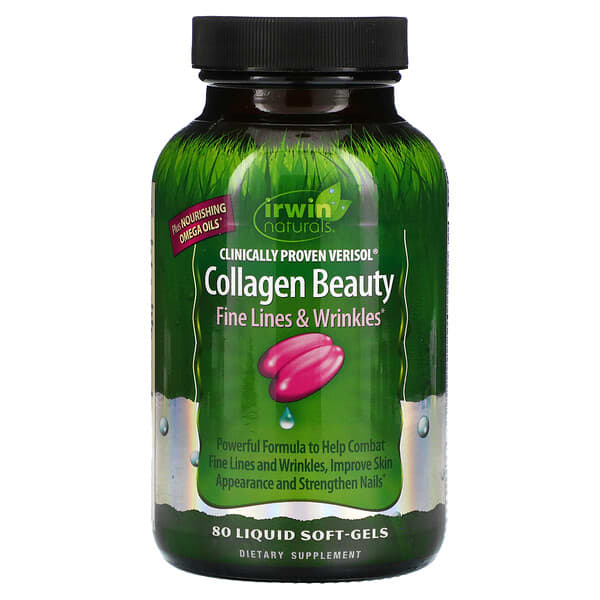 irwin
naturals®
Plus NOURISHING
OMEGA OILS*
CLINICALLY PROVEN VERISOL®
Collagen Beauty
Fine Lines & Wrinkles*
Powerful Formula to Help Combat
Fine Lines and Wrinkles, Improve Skin
Appearance and Strengthen Nails*
80 LIQUID SOFT-GELS
DIETARY SUPPLEMENT